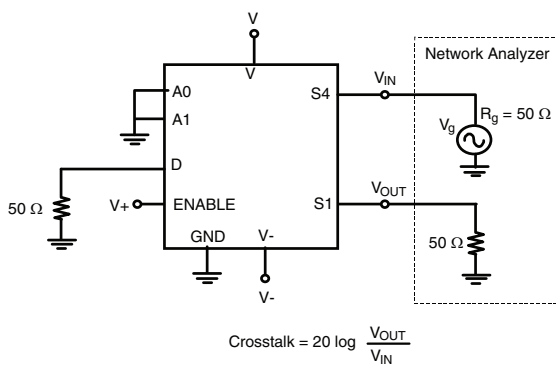 V
V
Network Analyzer
A0
A1
S4
V_IN
V_g
R_g = 50 Ω
D
50 Ω
V+
ENABLE
S1
V_OUT
GND
V-
50 Ω
V-
Crosstalk = 20 log V_OUT / V_IN